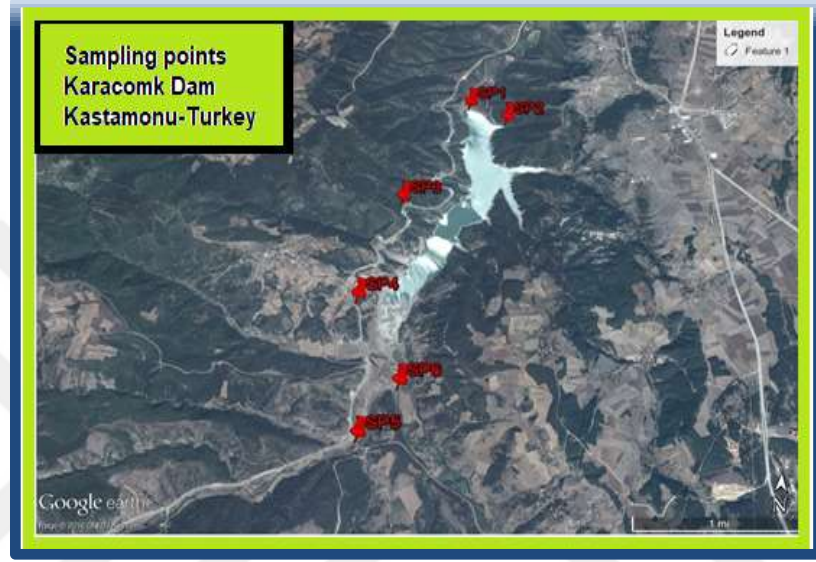 Sampling points
Karacomk Dam
Kastamonu-Turkey
Legend
Feature 1
SP1
SP2
SP3
SP4
SP6
SP5
Google earth
N
1 mi